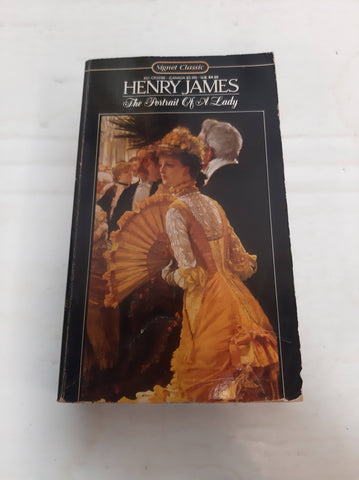 Signet Classic
HENRY JAMES
The Portrait Of A Lady